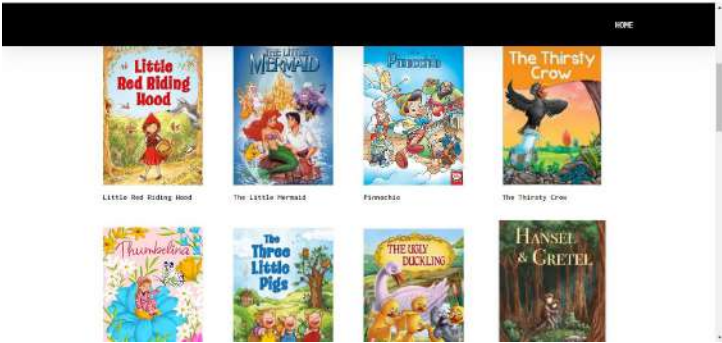 HOME
Little
Red Riding
Hood
THE LITTLE
MERMAID
Pinocchio
The Thirsty
Crow
Little Red Riding Hood
The Little Mermaid
Pinnochio
The Thirsty Crow
Thumbelina
The
Three
Little
Pigs
THE UGLY
DUCKLING
HANSEL
& GRETEL